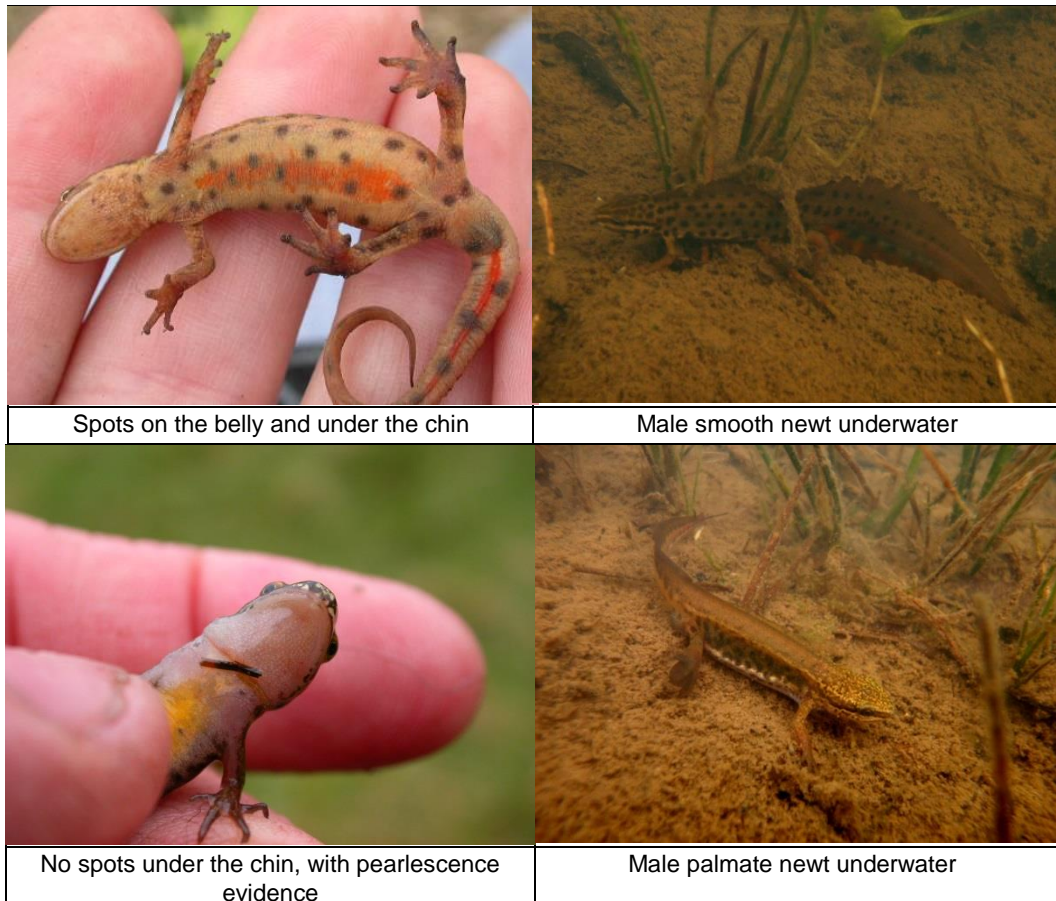 Spots on the belly and under the chin
Male smooth newt underwater
No spots under the chin, with pearlescence
evidence
Male palmate newt underwater